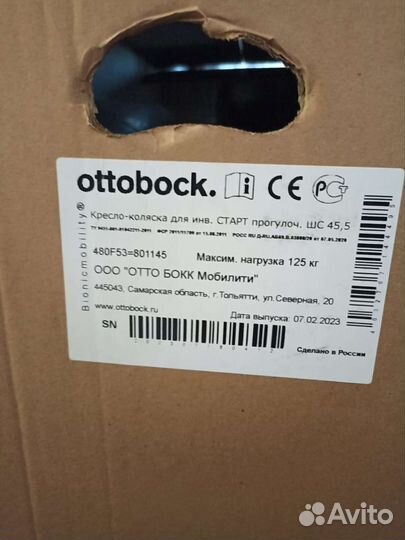 ottobock.
Bionicmobility®
Кресло-коляска для инв. СТАРТ прогулоч. ШС 45,5
480F53=801145
Максим. нагрузка 125 кг
ООО "ОТТО БОКК Мобилити"
445043, Самарская область, г.Тольятти, ул.Северная, 20
www.ottobock.ru
Дата выпуска: 07.02.2023
SN
Сделано в России
Avito